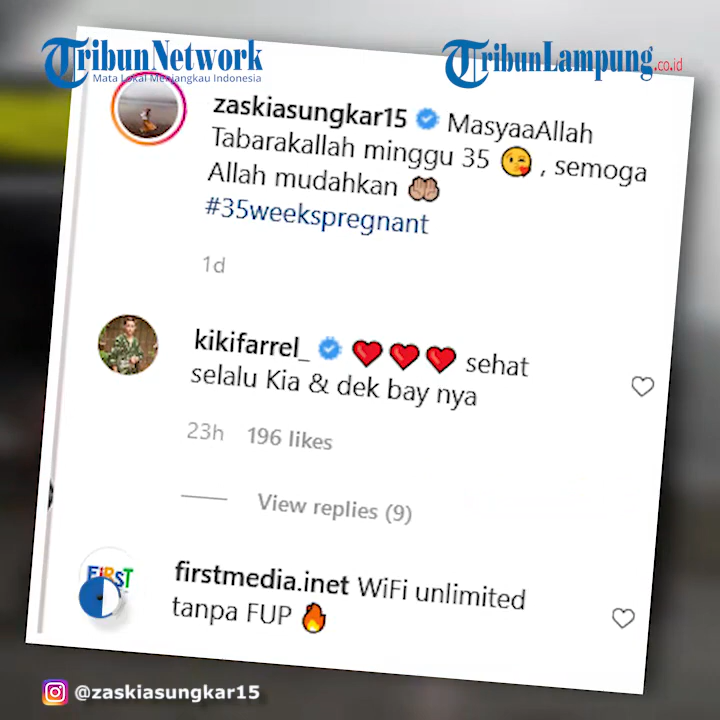 TribunNetwork
Mata Lokal Menjangkau Indonesia
TribunLampung.co.id
zaskiasungkar15 MasyaaAllah
Tabarakallah minggu 35 😘 , semoga
Allah mudahkan 🤲🏽
#35weekspregnant
1d
kikifarrel_ ❤️❤️❤️ sehat
selalu Kia & dek bay nya
23h 196 likes
View replies (9)
FIRST
firstmedia.inet WiFi unlimited
tanpa FUP 🔥
@zaskiasungkar15